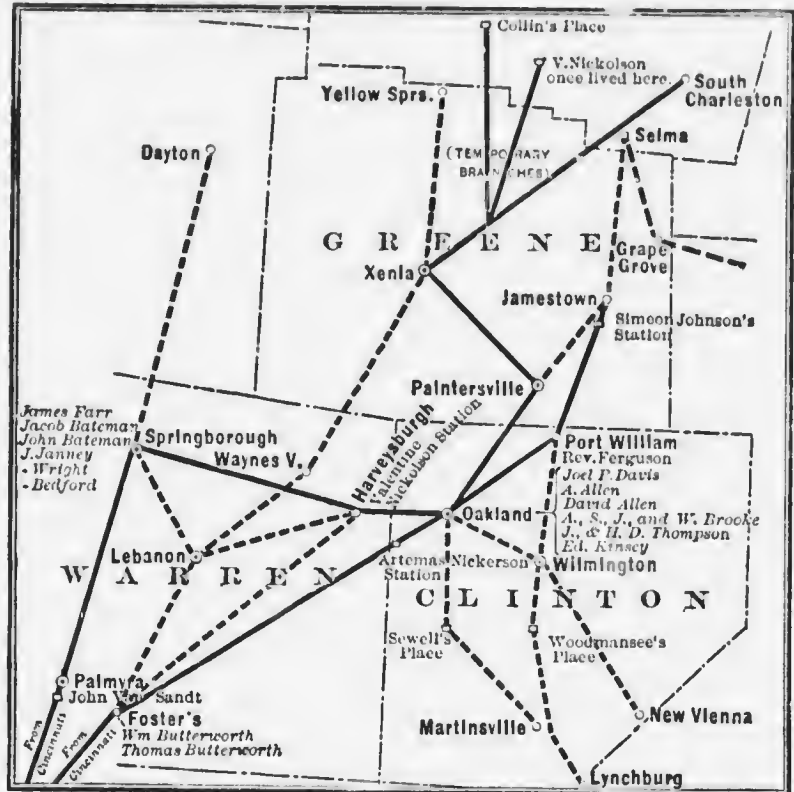 Collin's Place
V. Nickolson
once lived here.
South
Charleston
Yellow Sprs.
Selma
Dayton
(TEMPORARY
BRANCHES)
GREENE
Grape
Grove
Xenia
Jamestown
Simeon Johnson's
Station
Paintersville
James Farr
Jacob Bateman
John Bateman
J. Janney
- Wright
- Bedford
Springborough
Waynes V.
Harveysburgh
Valentine
Nickolson Station
Port William
Rev. Ferguson
Joel P. Davis
A. Allen
David Allen
A., S., J., and W. Brooke
J., & H. D. Thompson
Ed. Kinsey
Oakland
Lebanon
WARREN
Artemas Nickerson
Station
Wilmington
CLINTON
Sewell's
Place
Woodmansee's
Place
Palmyra
John Van Sandt
Foster's
Wm Butterworth
Thomas Butterworth
From
Cincinnati
From
Cincinnati
Martinsville
New Vienna
Lynchburg